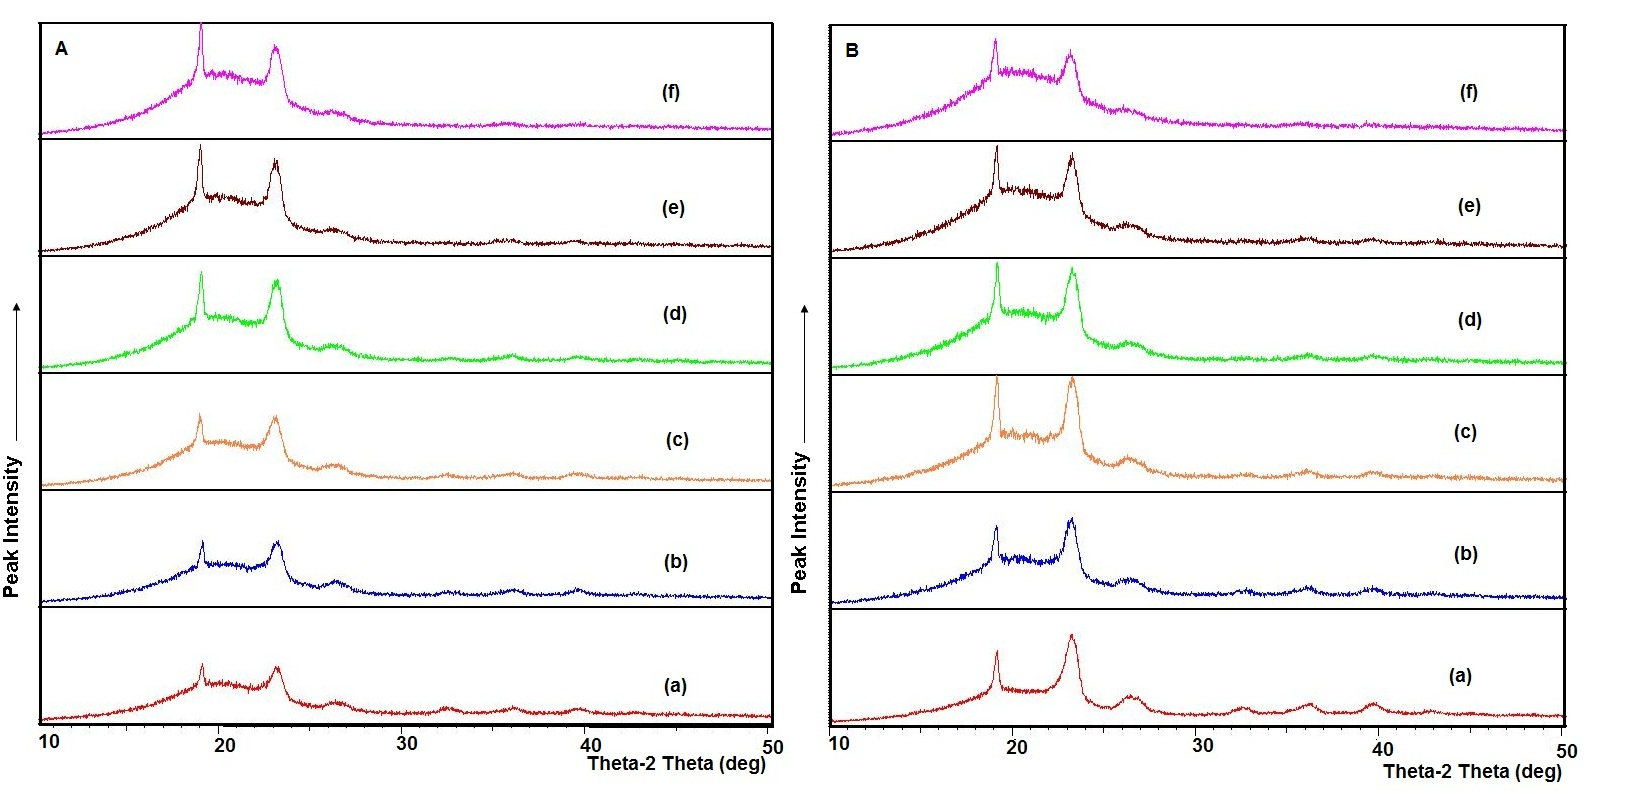 A
(f)
(e)
(d)
(c)
(b)
(a)
Peak Intensity
10 20 30 40 50
Theta-2 Theta (deg)
B
(f)
(e)
(d)
(c)
(b)
(a)
Peak Intensity
10 20 30 40 50
Theta-2 Theta (deg)